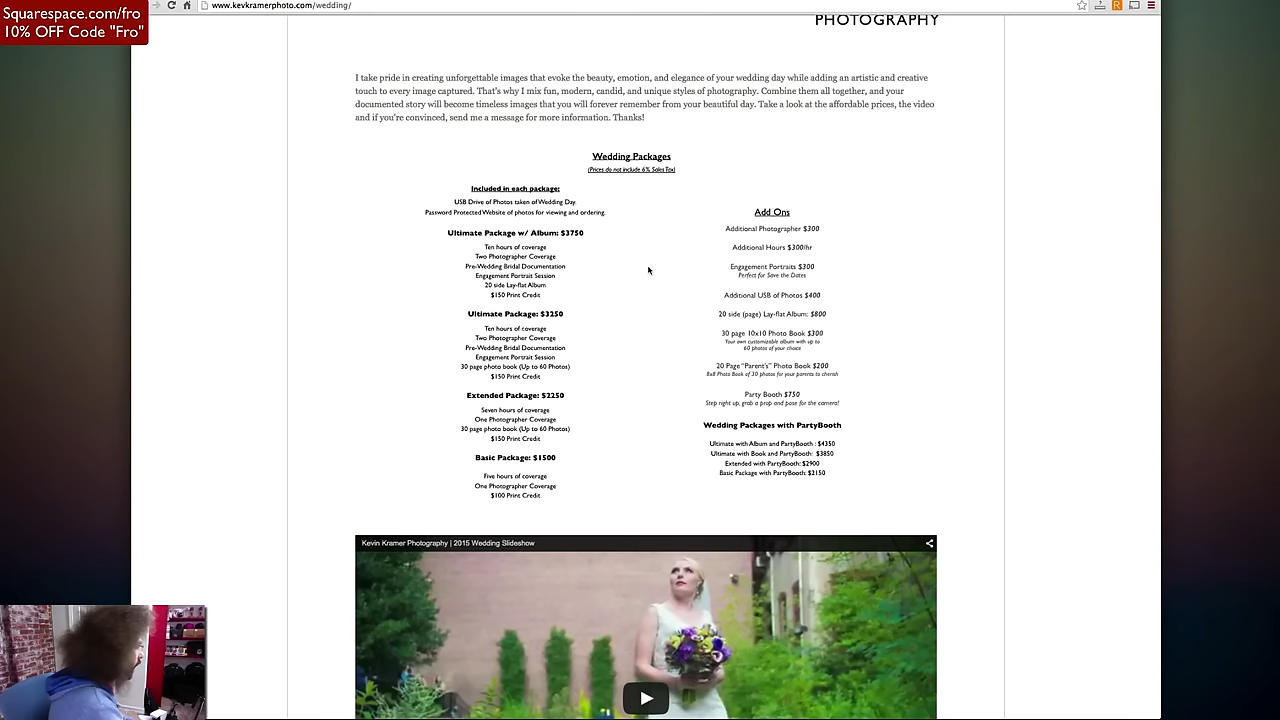 Squarespace.com/fro
10% OFF Code "Fro"
www.kevkramerphoto.com/wedding/
PHOTOGRAPHY
I take pride in creating unforgettable images that evoke the beauty, emotion, and elegance of your wedding day while adding an artistic and creative
touch to every image captured. That's why I mix fun, modern, candid, and unique styles of photography. Combine them all together, and your
documented story will become timeless images that you will forever remember from your beautiful day. Take a look at the affordable prices, the video
and if you're convinced, send me a message for more information. Thanks!
Wedding Packages
(Prices do not include 6% Sales Tax)
Included in each package:
USB Drive of Photos taken of Wedding Day.
Password Protected Website of photos for viewing and ordering.
Ultimate Package w/ Album: $3750
Ten hours of coverage
Two Photographer Coverage
Pre-Wedding Bridal Documentation
Engagement Portrait Session
20 side Lay-flat Album
$150 Print Credit
Ultimate Package: $3250
Ten hours of coverage
Two Photographer Coverage
Pre-Wedding Bridal Documentation
Engagement Portrait Session
30 page photo book (Up to 60 Photos)
$150 Print Credit
Extended Package: $2250
Seven hours of coverage
One Photographer Coverage
30 page photo book (Up to 60 Photos)
$150 Print Credit
Basic Package: $1500
Five hours of coverage
One Photographer Coverage
$100 Print Credit
Add Ons
Additional Photographer $300
Additional Hours $300/hr
Engagement Portraits $300
Perfect for Save the Dates
Additional USB of Photos $400
20 side (page) Lay-flat Album: $800
30 page 10x10 Photo Book $300
Your own customizable album with up to
60 photos of your choice
20 Page "Parent's" Photo Book $200
8x8 Photo Book of 30 photos for your parents to cherish
Party Booth $750
Step right up, grab a prop and pose for the camera!
Wedding Packages with PartyBooth
Ultimate with Album and PartyBooth : $4350
Ultimate with Book and PartyBooth: $3850
Extended with PartyBooth: $2900
Basic Package with PartyBooth: $2150
Kevin Kramer Photography | 2015 Wedding Slideshow